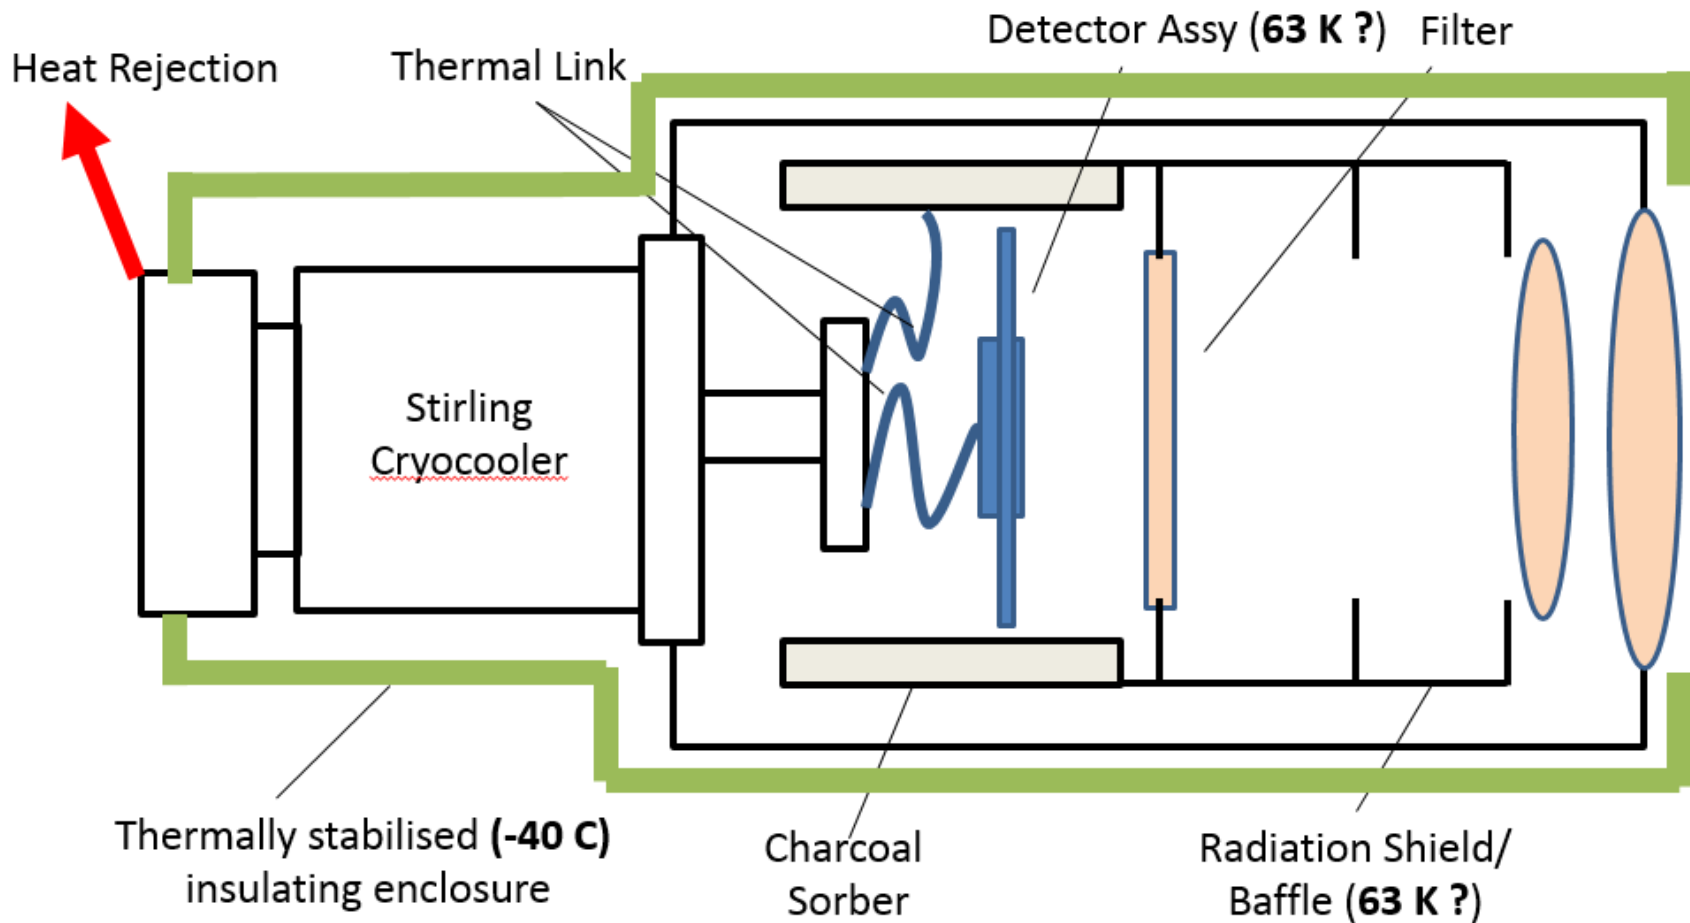 Detector Assy (63 K ?)
Filter
Heat Rejection
Thermal Link
Stirling
Cryocooler
Thermally stabilised (-40 C)
insulating enclosure
Charcoal
Sorber
Radiation Shield/
Baffle (63 K ?)